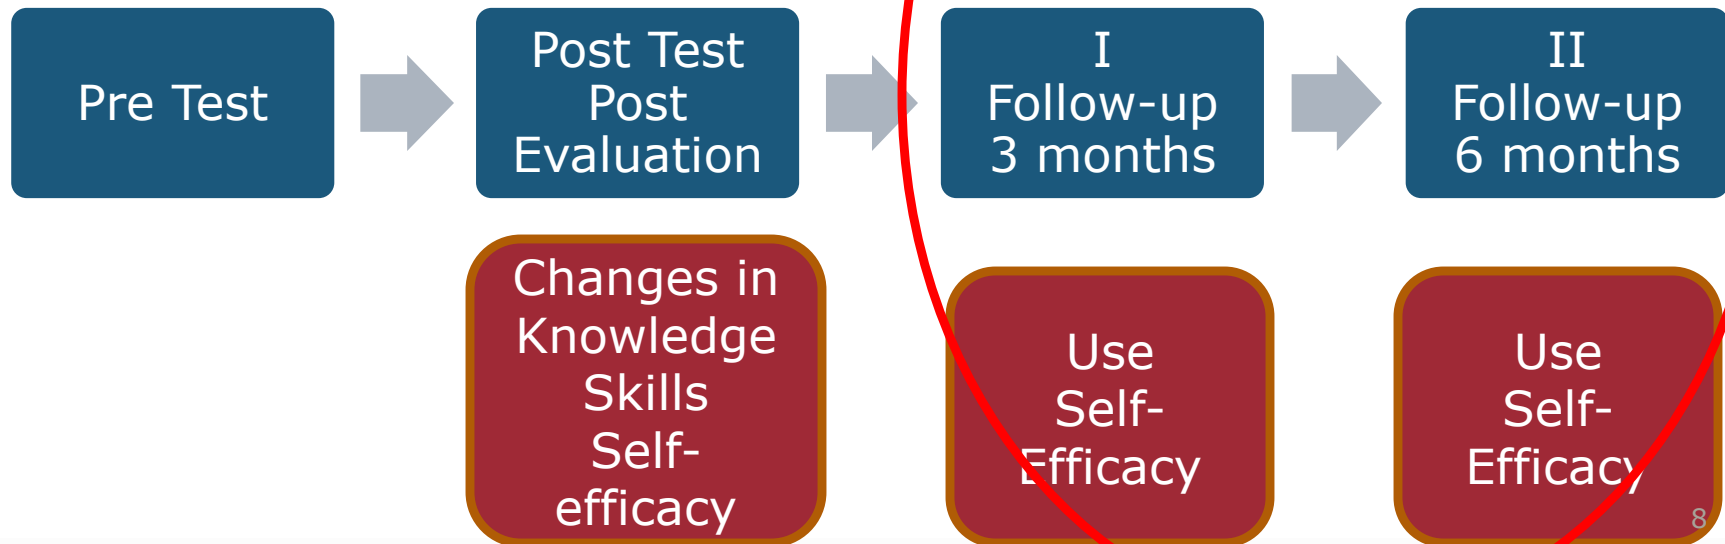 Pre Test
Post Test
Post
Evaluation
I
Follow-up
3 months
II
Follow-up
6 months
Changes in
Knowledge
Skills
Self-
efficacy
Use
Self-
Efficacy
Use
Self-
Efficacy
8